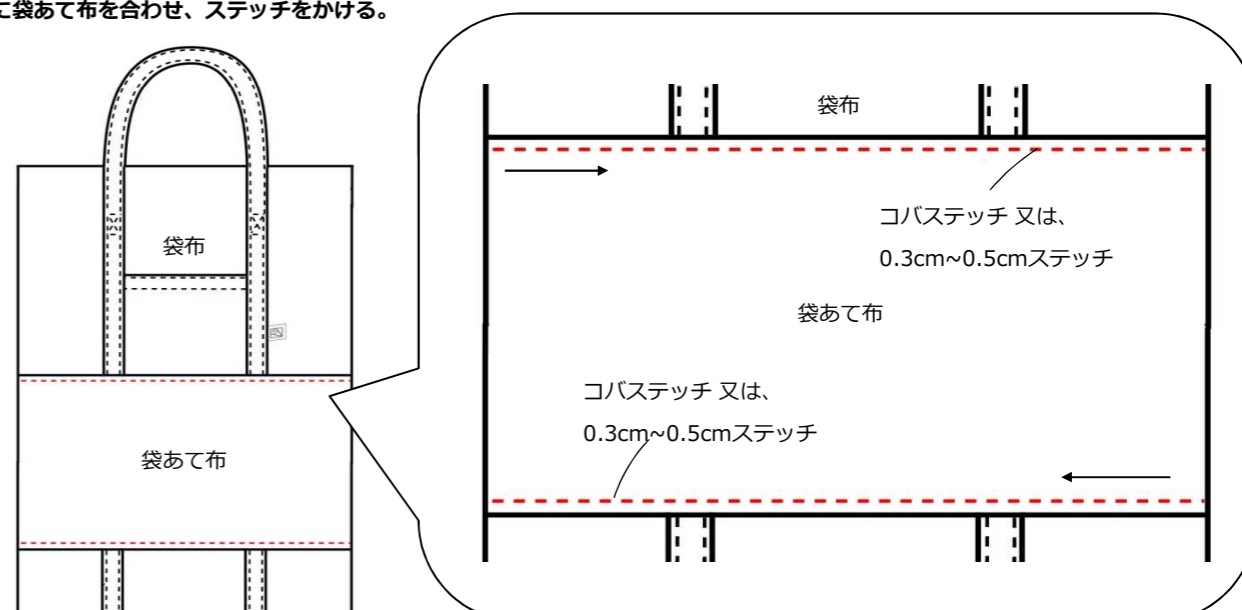 に袋あて布を合わせ、ステッチをかける。
袋布
袋布
コバステッチ 又は、
0.3cm~0.5cmステッチ
袋あて布
コバステッチ 又は、
0.3cm~0.5cmステッチ
袋あて布